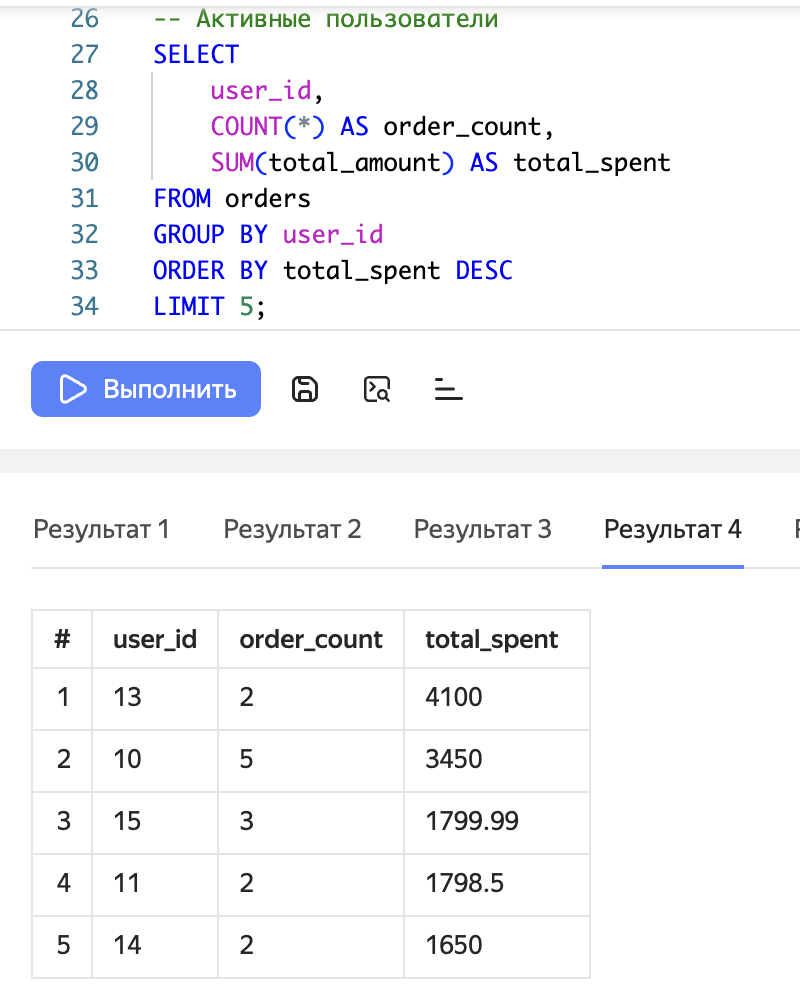 26 -- Активные пользователи
27 SELECT
28 user_id,
29 COUNT(*) AS order_count,
30 SUM(total_amount) AS total_spent
31 FROM orders
32 GROUP BY user_id
33 ORDER BY total_spent DESC
34 LIMIT 5;
Выполнить
Результат 1 Результат 2 Результат 3 Результат 4
# user_id order_count total_spent
1 13 2 4100
2 10 5 3450
3 15 3 1799.99
4 11 2 1798.5
5 14 2 1650